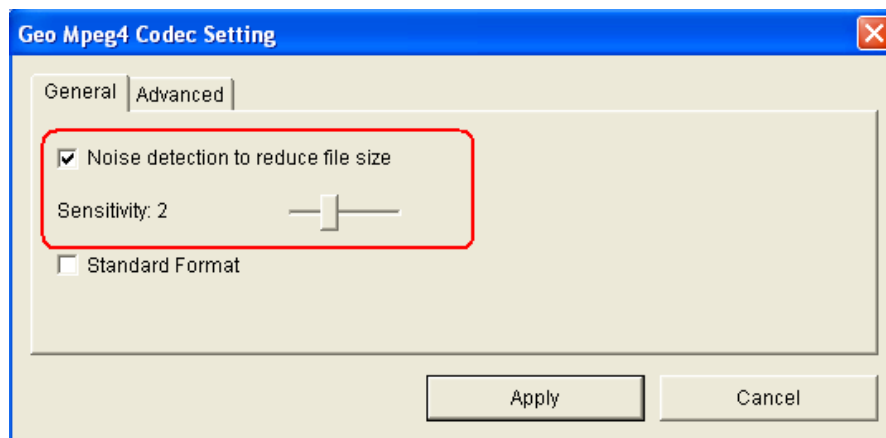 Geo Mpeg4 Codec Setting
General Advanced
Noise detection to reduce file size
Sensitivity: 2
Standard Format
Apply Cancel